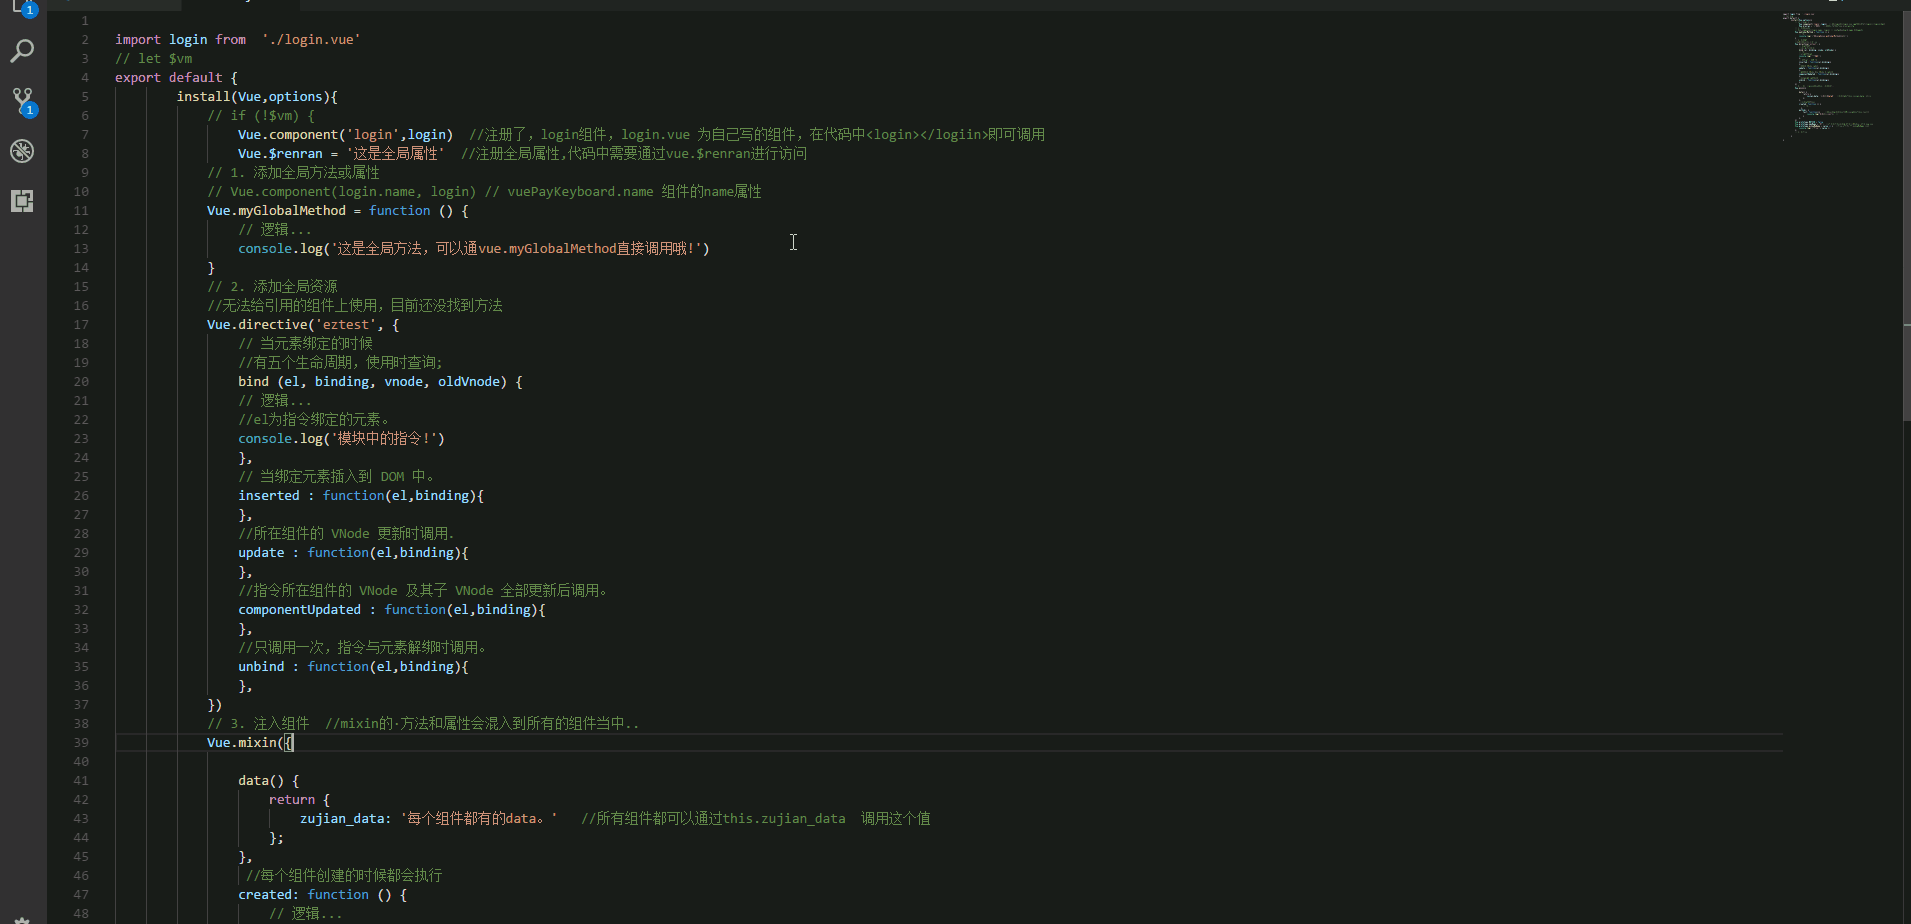 1
1
1
2 import login from  './login.vue'
3 // let $vm
4 export default {
5 install(Vue,options){
6 // if (!$vm) {
7 Vue.component('login',login)  //注册了，login组件，login.vue 为自己写的组件，在代码中<login></logiin>即可调用
8 Vue.$renran = '这是全局属性'  //注册全局属性,代码中需要通过vue.$renran进行访问
9 // 1. 添加全局方法或属性
10 // Vue.component(login.name, login) // vuePayKeyboard.name 组件的name属性
11 Vue.myGlobalMethod = function () {
12 // 逻辑...
13 console.log('这是全局方法，可以通vue.myGlobalMethod直接调用哦!')
14 }
15 // 2. 添加全局资源
16 //无法给引用的组件上使用，目前还没找到方法
17 Vue.directive('eztest', {
18 // 当元素绑定的时候
19 //有五个生命周期，使用时查询;
20 bind (el, binding, vnode, oldVnode) {
21 // 逻辑...
22 //el为指令绑定的元素。
23 console.log('模块中的指令!')
24 },
25 // 当绑定元素插入到 DOM 中。
26 inserted : function(el,binding){
27 },
28 //所在组件的 VNode 更新时调用.
29 update : function(el,binding){
30 },
31 //指令所在组件的 VNode 及其子 VNode 全部更新后调用。
32 componentUpdated : function(el,binding){
33 },
34 //只调用一次，指令与元素解绑时调用。
35 unbind : function(el,binding){
36 },
37 })
38 // 3. 注入组件  //mixin的·方法和属性会混入到所有的组件当中..
39 Vue.mixin({
40
41 data() {
42 return {
43 zujian_data: '每个组件都有的data。'   //所有组件都可以通过this.zujian_data  调用这个值
44 };
45 },
46 //每个组件创建的时候都会执行
47 created: function () {
48 // 逻辑...